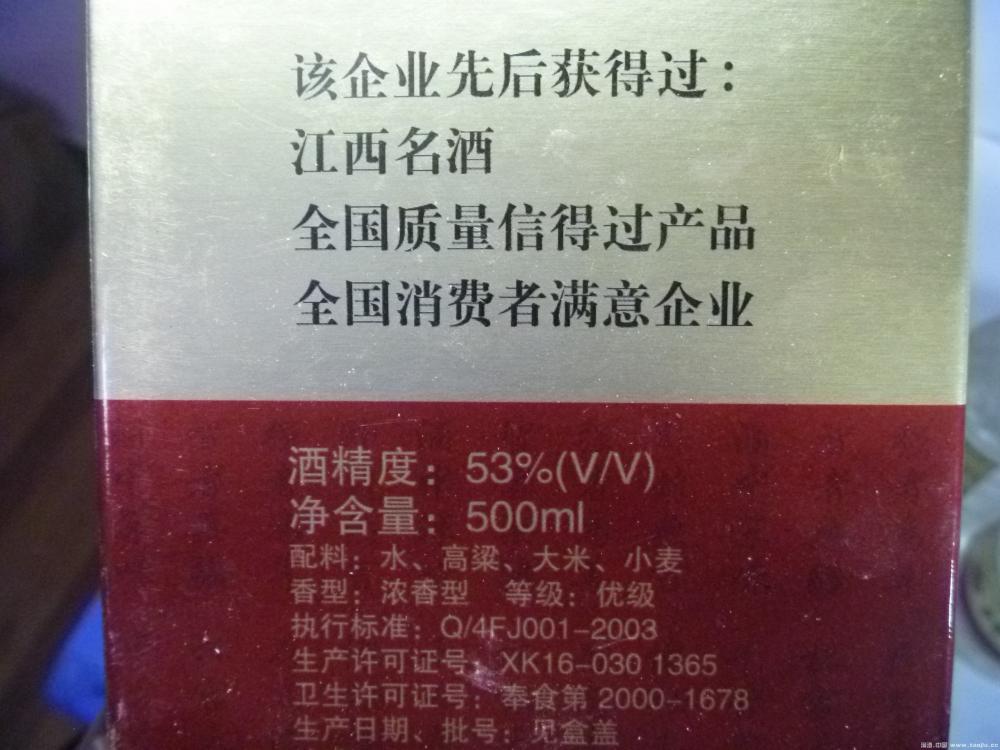 该企业先后获得过：
江西名酒
全国质量信得过产品
全国消费者满意企业
酒精度：53%(V/V)
净含量：500ml
配料：水、高粱、大米、小麦
香型：浓香型 等级：优级
执行标准：Q/4FJ001-2003
生产许可证号：XK16-030 1365
卫生许可证号：奉食第 2000-1678
生产日期、批号：见盒盖